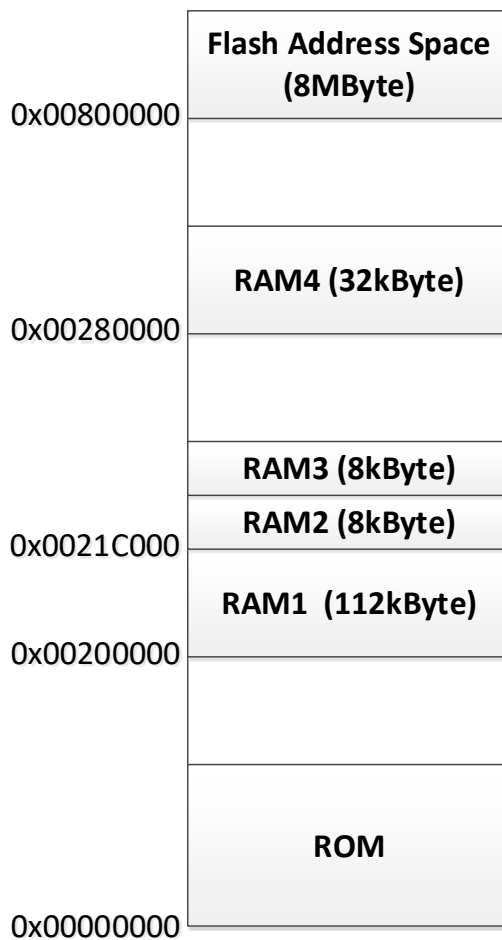 Flash Address Space
(8MByte)
0x00800000
RAM4 (32kByte)
0x00280000
RAM3 (8kByte)
RAM2 (8kByte)
0x0021C000
RAM1  (112kByte)
0x00200000
ROM
0x00000000